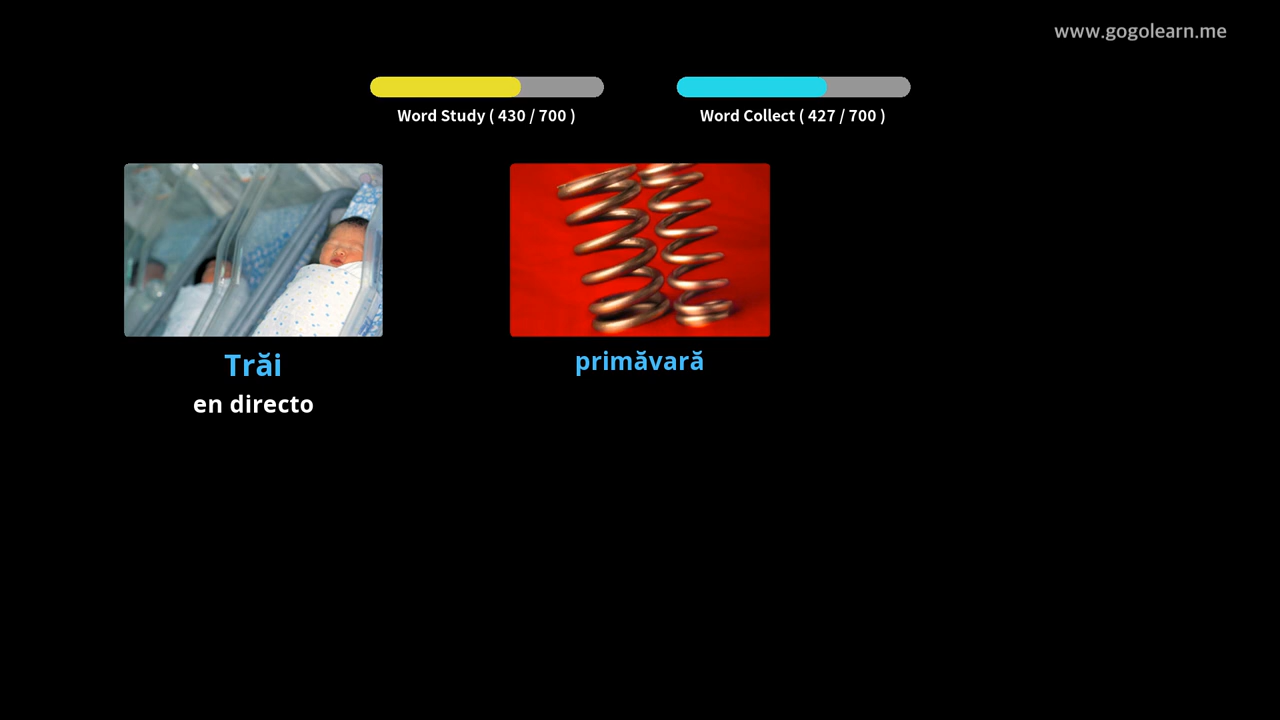 www.gogolearn.me
Word Study ( 430 / 700 )
Word Collect ( 427 / 700 )
Trăi
en directo
primăvară